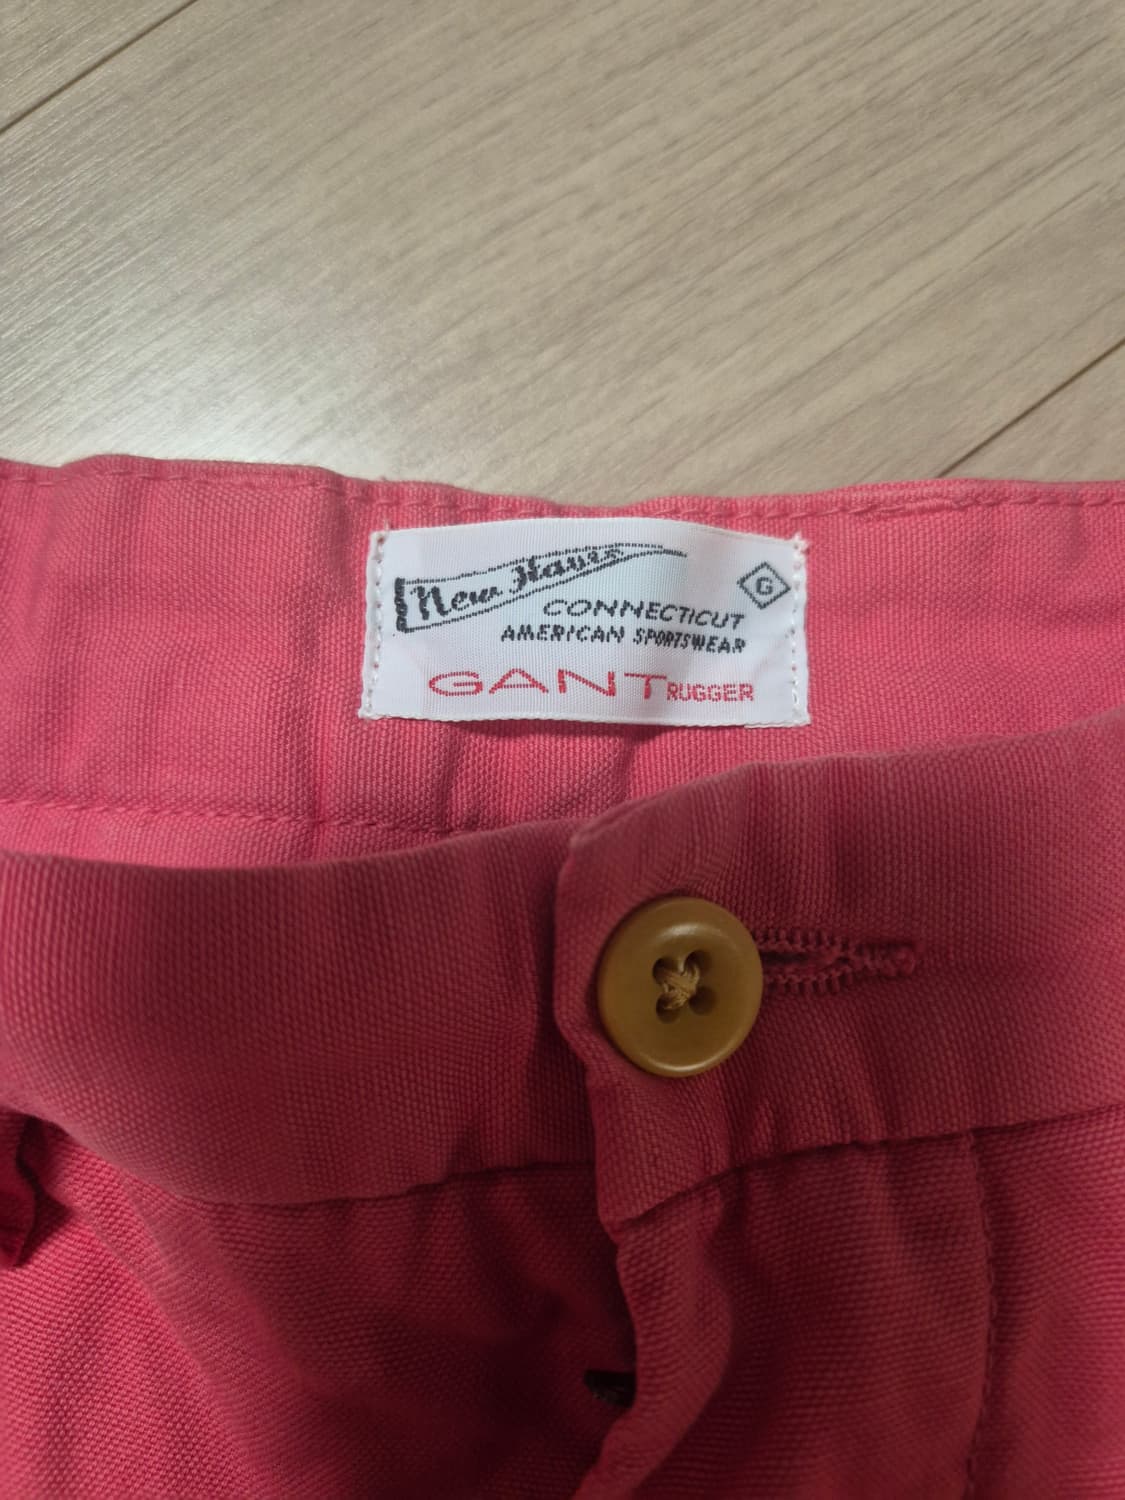 New Haven
G
CONNECTICUT
AMERICAN SPORTSWEAR
GANT RUGGER